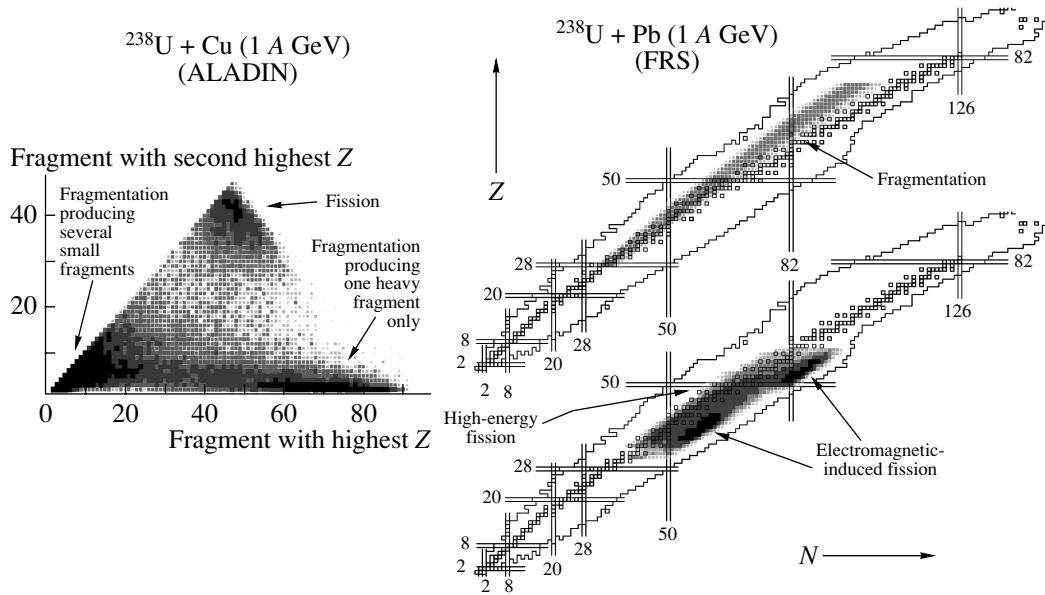 ²³⁸U + Cu (1 A GeV)
(ALADIN)
Fragment with second highest Z
Fragmentation
producing
several
small
fragments
Fission
Fragmentation
producing
one heavy
fragment
only
40
20
0
20
40
60
80
Fragment with highest Z
²³⁸U + Pb (1 A GeV)
(FRS)
Z
82
126
50
Fragmentation
28
82
20
50
8
28
2
20
2
8
82
126
50
High-energy
fission
Electromagnetic-
induced fission
28
20
50
8
28
2
20
2
8
N